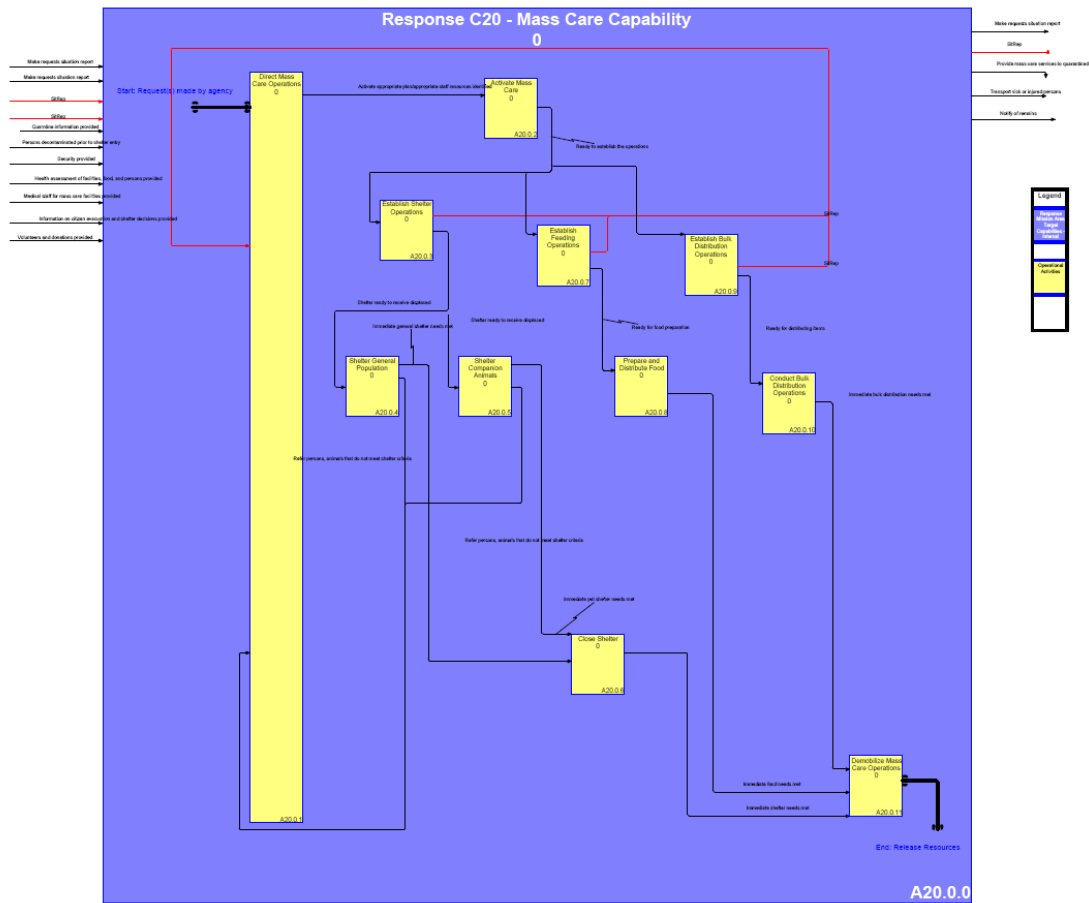 Response C20 - Mass Care Capability
0
Make requests situation report
Make requests situation report
SitRep
SitRep
Quarantine information provided
Persons decontaminated prior to shelter entry
Security provided
Health assessment of facilities, food, and persons provided
Medical staff for mass care facilities provided
Information on citizen evacuation and shelter decisions provided
Volunteers and donations provided
Start: Request(s) made by agency
Direct Mass
Care Operations
0
A20.0.1
Activate appropriate plans/appropriate staff resources identified
Activate Mass
Care
0
A20.0.2
Ready to establish the operations
Establish Shelter
Operations
0
A20.0.3
Establish
Feeding
Operations
0
A20.0.7
Establish Bulk
Distribution
Operations
0
A20.0.9
SitRep
SitRep
Shelter ready to receive displaced
Immediate general shelter needs met
Shelter ready to receive displaced
Ready for food preparation
Ready for distributing items
Shelter General
Population
0
A20.0.4
Shelter
Companion
Animals
0
A20.0.5
Prepare and
Distribute Food
0
A20.0.8
Conduct Bulk
Distribution
Operations
0
A20.0.10
Immediate bulk distribution needs met
Refer persons, animals that do not meet shelter criteria
Refer persons, animals that do not meet shelter criteria
Immediate pet shelter needs met
Close Shelter
0
A20.0.6
Immediate food needs met
Immediate shelter needs met
Demobilize Mass
Care Operations
0
A20.0.11
End: Release Resources
A20.0.0
Make requests situation report
SitRep
Provide mass care services to quarantined
Transport sick or injured persons
Notify of remains
Legend
Response
Mission Area
Target
Capabilities -
Internal
Operational
Activities